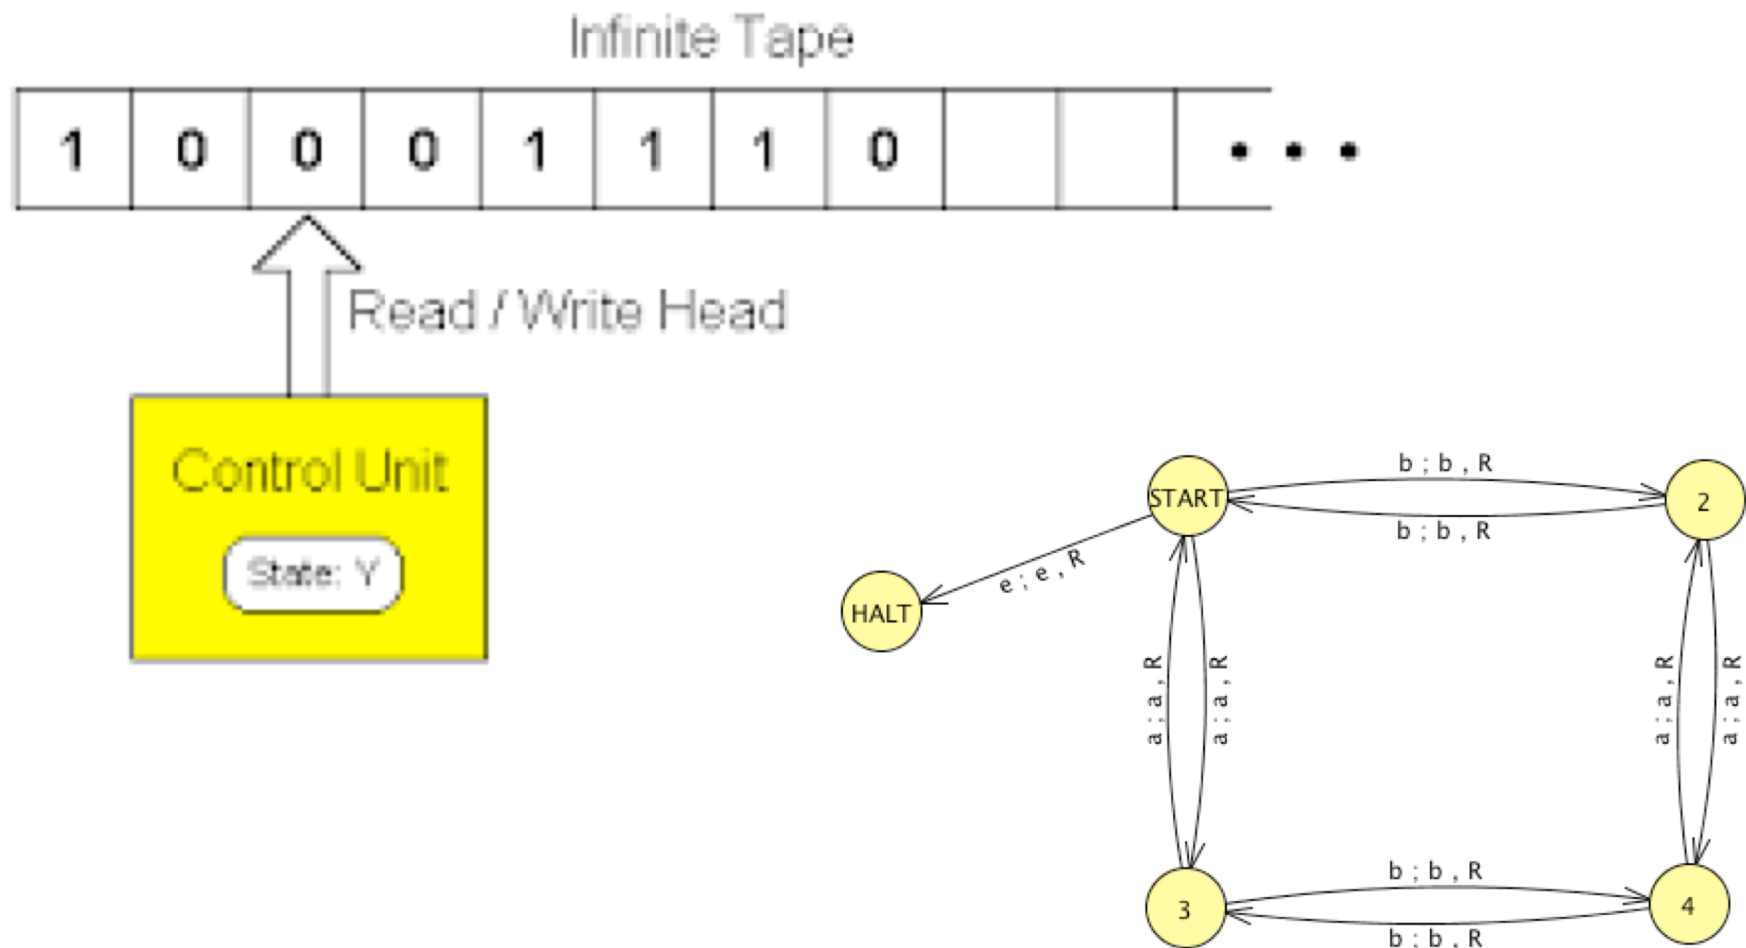 Infinite Tape
1 0 0 0 1 1 1 0 • • •
Read / Write Head
Control Unit
State: Y
b ; b , R
START
2
b ; b , R
e ; e , R
HALT
a ; a , R
a ; a , R
a ; a , R
a ; a , R
b ; b , R
3
4
b ; b , R